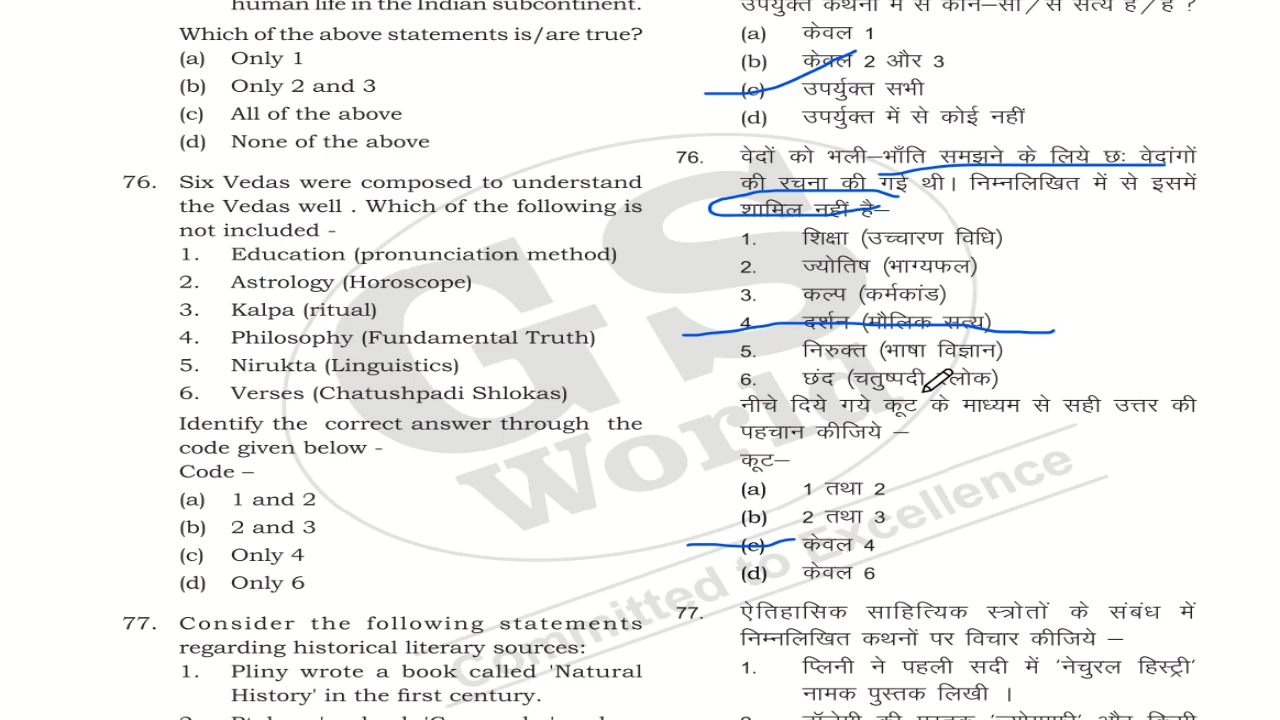 human life in the Indian subcontinent.
Which of the above statements is/are true?
(a) Only 1
(b) Only 2 and 3
(c) All of the above
(d) None of the above
76. Six Vedas were composed to understand
the Vedas well . Which of the following is
not included -
1. Education (pronunciation method)
2. Astrology (Horoscope)
3. Kalpa (ritual)
4. Philosophy (Fundamental Truth)
5. Nirukta (Linguistics)
6. Verses (Chatushpadi Shlokas)
Identify the correct answer through the
code given below -
Code –
(a) 1 and 2
(b) 2 and 3
(c) Only 4
(d) Only 6
77. Consider the following statements
regarding historical literary sources:
1. Pliny wrote a book called 'Natural
History' in the first century.
उपर्युक्त कथनों में से कौन–सा/से सत्य है/हैं ?
(a) केवल 1
(b) केवल 2 और 3
(c) उपर्युक्त सभी
(d) उपर्युक्त में से कोई नहीं
76. वेदों को भली–भाँति समझने के लिये छः वेदांगों
की रचना की गई थी। निम्नलिखित में से इसमें
शामिल नहीं है–
1. शिक्षा (उच्चारण विधि)
2. ज्योतिष (भाग्यफल)
3. कल्प (कर्मकांड)
4. दर्शन (मौलिक सत्य)
5. निरुक्त (भाषा विज्ञान)
6. छंद (चतुष्पदी श्लोक)
नीचे दिये गये कूट के माध्यम से सही उत्तर की
पहचान कीजिये –
कूट–
(a) 1 तथा 2
(b) 2 तथा 3
(c) केवल 4
(d) केवल 6
77. ऐतिहासिक साहित्यिक स्त्रोतों के संबंध में
निम्नलिखित कथनों पर विचार कीजिये –
1. प्लिनी ने पहली सदी में 'नेचुरल हिस्ट्री'
नामक पुस्तक लिखी ।
GS
World
Committed to Excellence